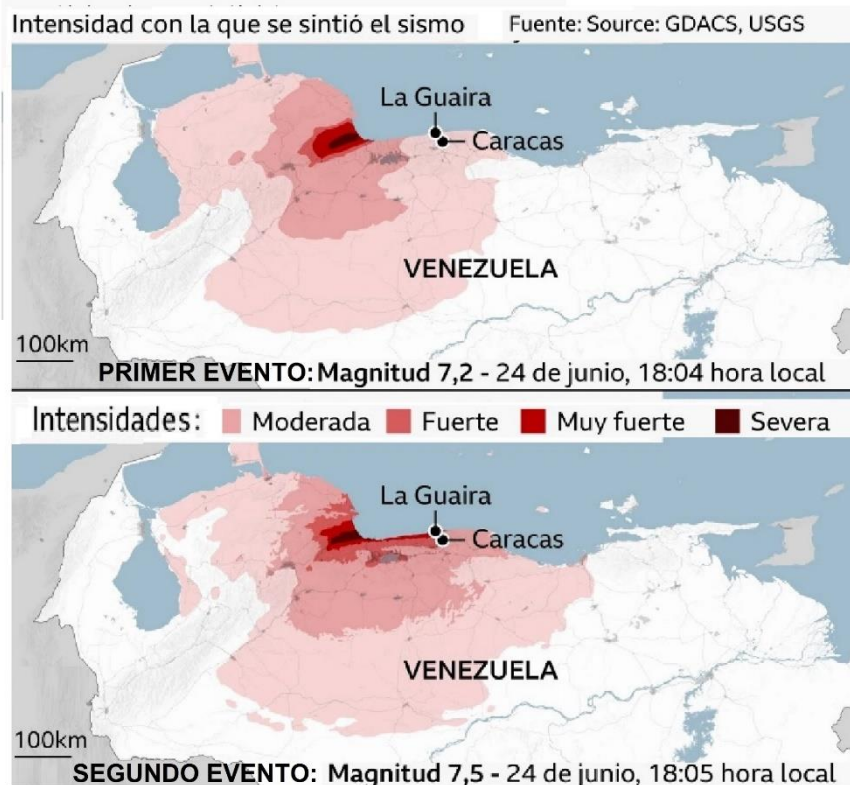 Intensidad con la que se sintió el sismo Fuente: Source: GDACS, USGS
La Guaira
Caracas
VENEZUELA
100km
PRIMER EVENTO: Magnitud 7,2 - 24 de junio, 18:04 hora local
Intensidades: Moderada Fuerte Muy fuerte Severa
La Guaira
Caracas
VENEZUELA
100km
SEGUNDO EVENTO: Magnitud 7,5 - 24 de junio, 18:05 hora local